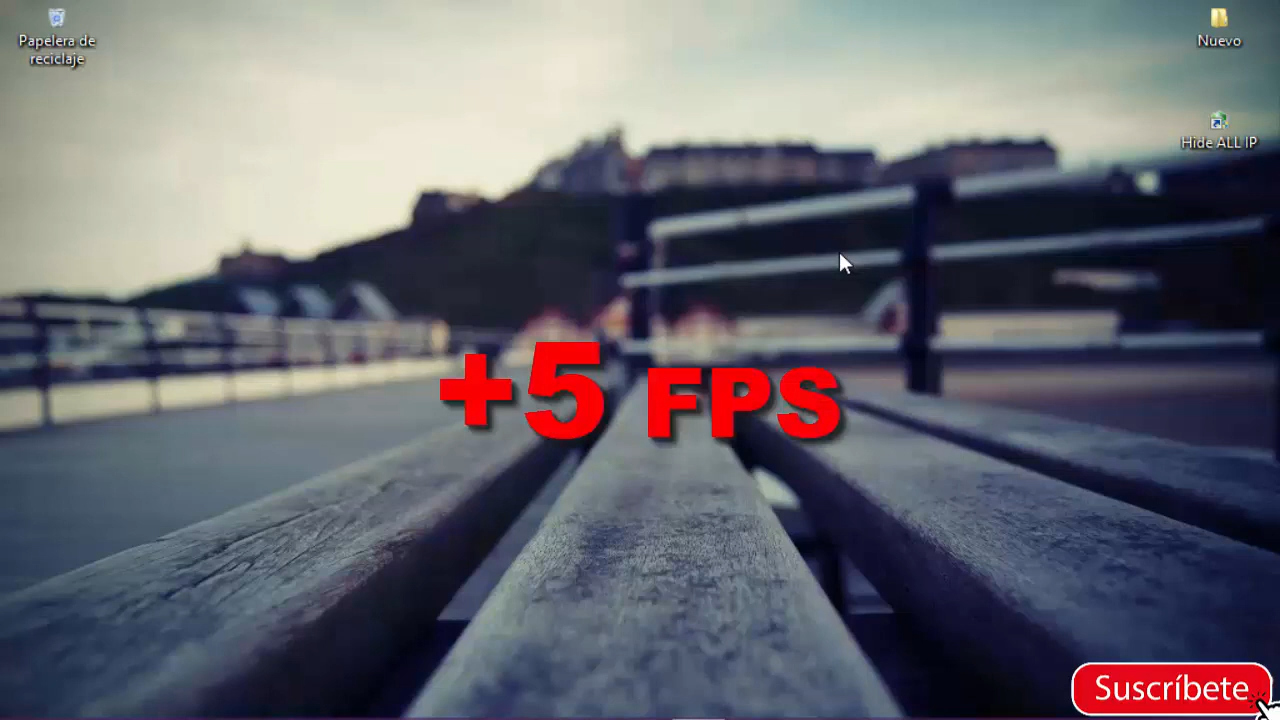 Papelera de
reciclaje
Nuevo
Hide ALL IP
+5 FPS
Suscríbete